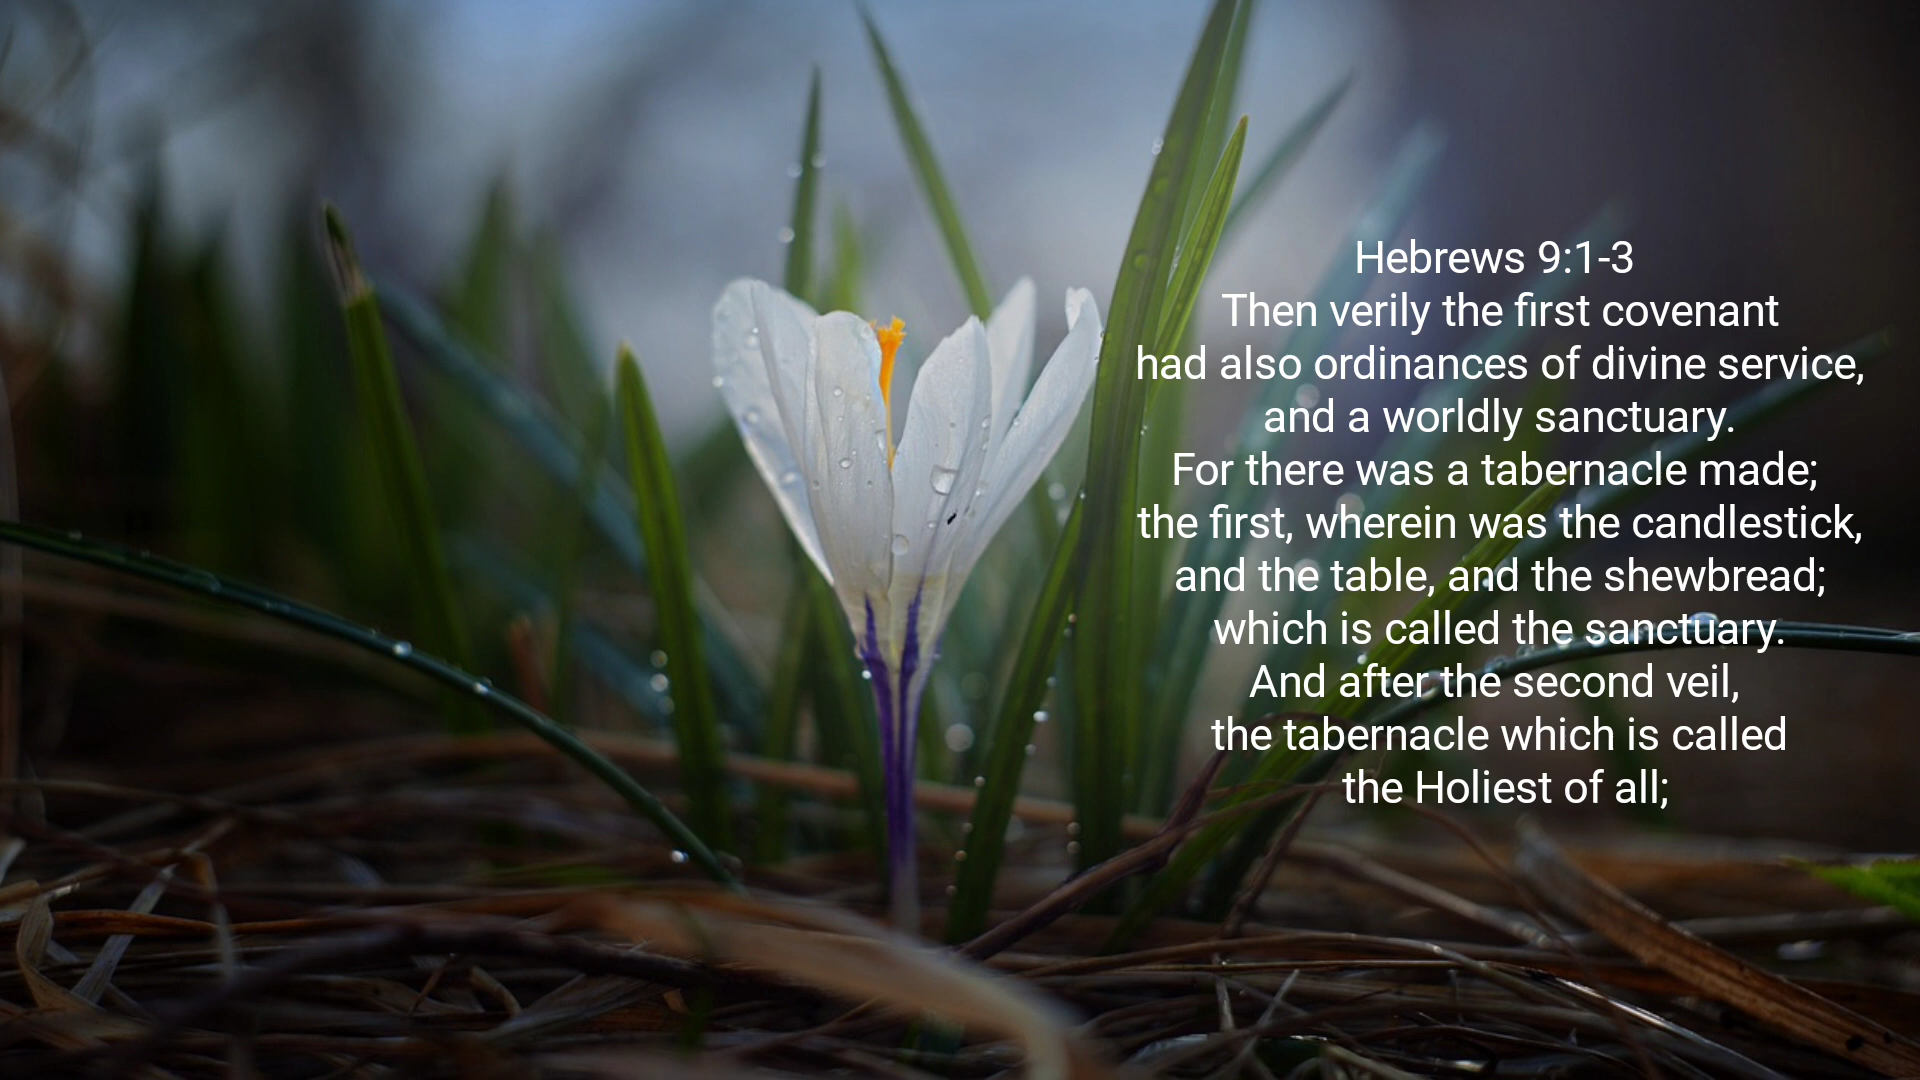 Hebrews 9:1-3
Then verily the first covenant
had also ordinances of divine service,
and a worldly sanctuary.
For there was a tabernacle made;
the first, wherein was the candlestick,
and the table, and the shewbread;
which is called the sanctuary.
And after the second veil,
the tabernacle which is called
the Holiest of all;